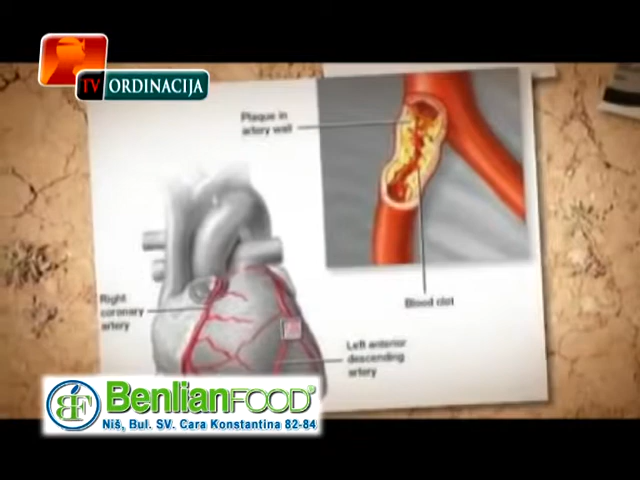 TV ORDINACIJA
Plaque in
artery wall
Blood clot
Right
coronary
artery
Left anterior
descending
artery
BF BenlianFOOD®
Niš, Bul. SV. Cara Konstantina 82-84